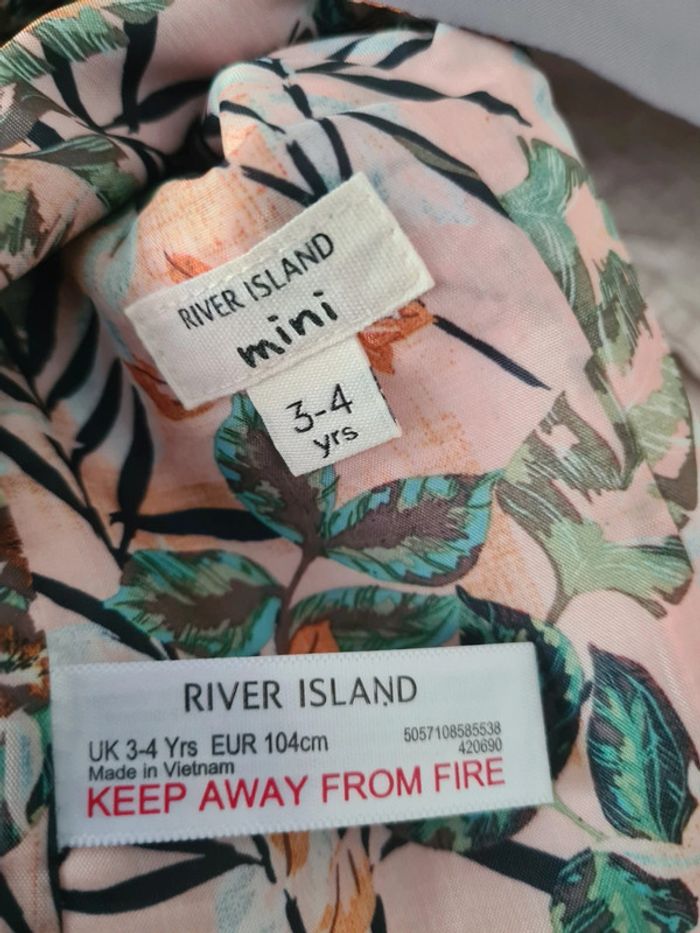 RIVER ISLAND
mini
3-4
yrs
RIVER ISLAND
UK 3-4 Yrs EUR 104cm
5057108585538
420690
Made in Vietnam
KEEP AWAY FROM FIRE